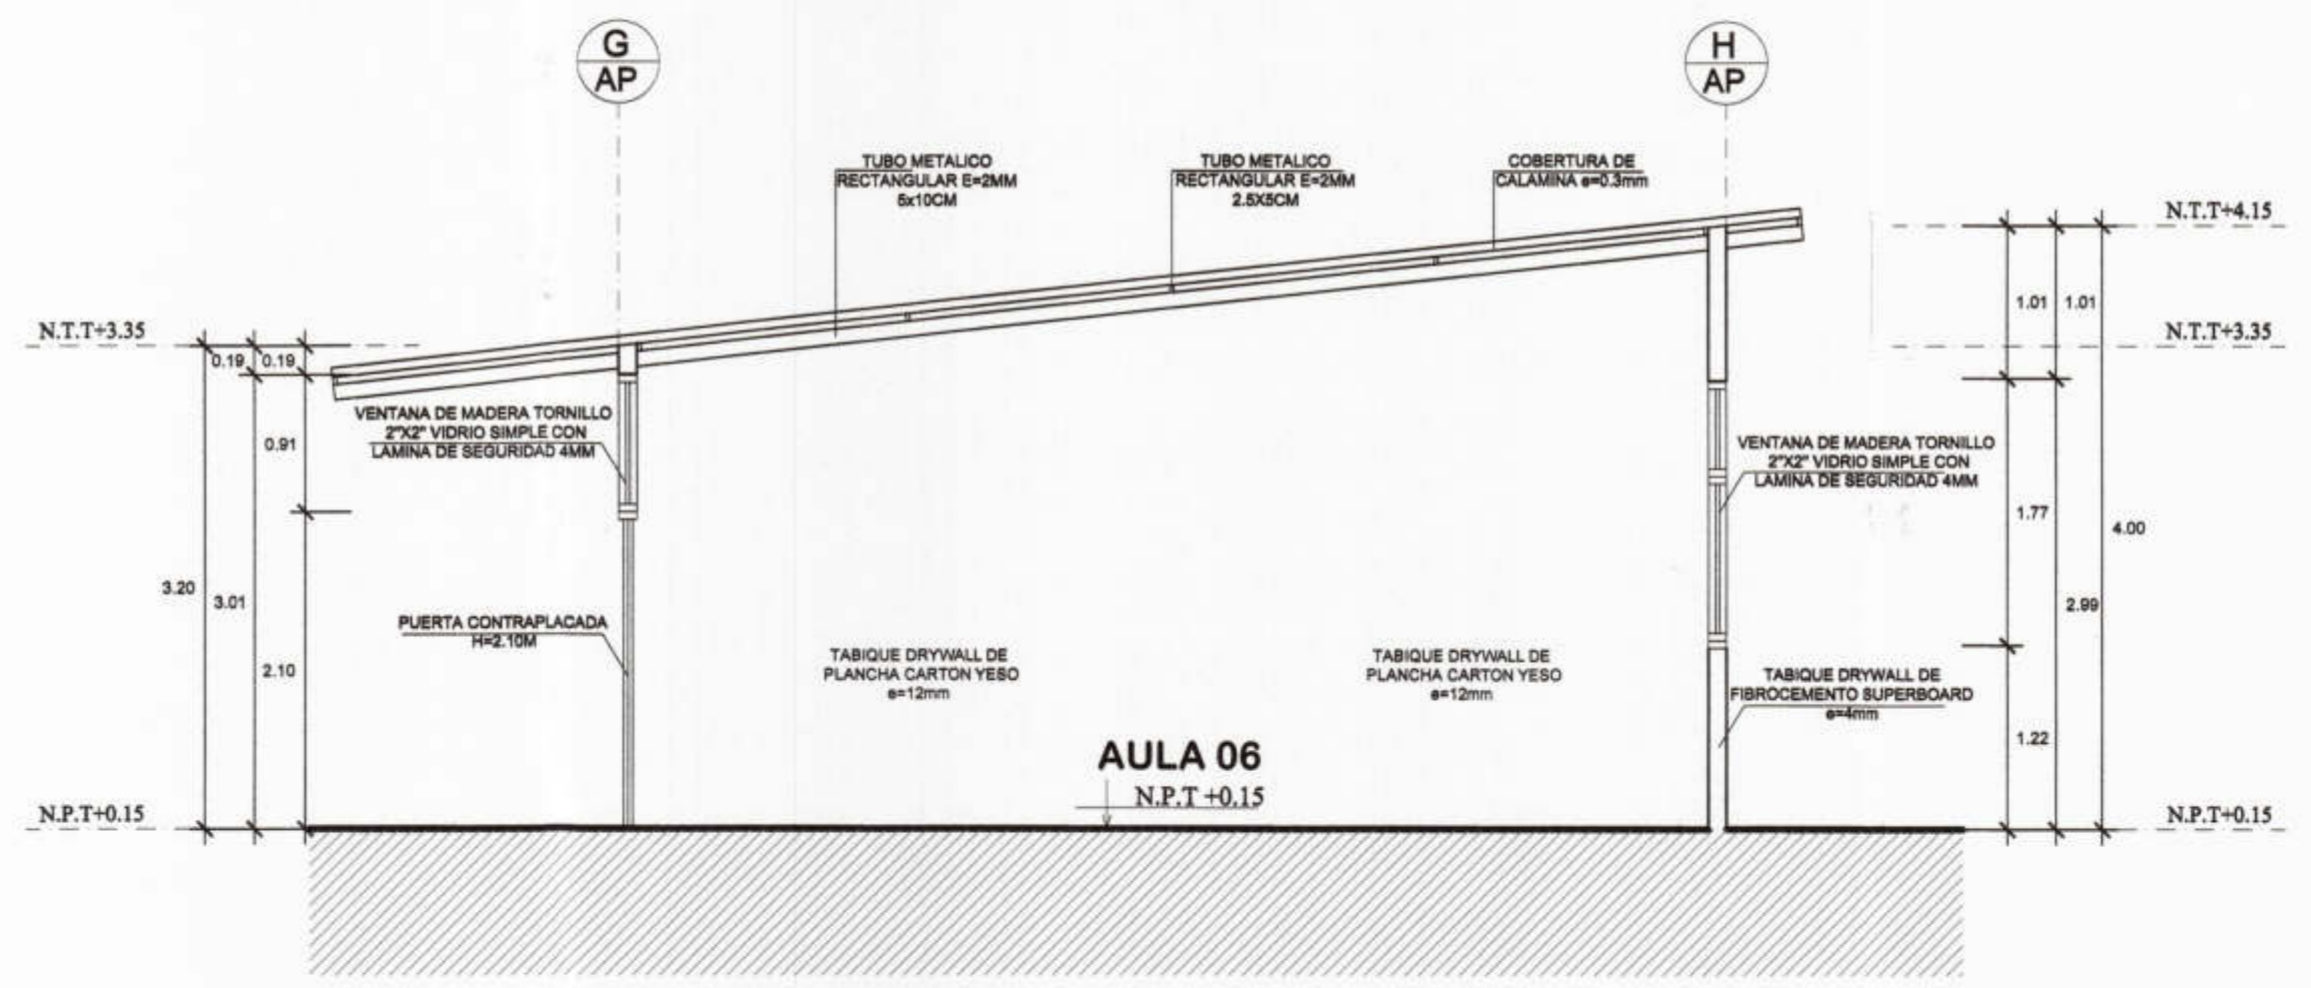 G
AP
H
AP
TUBO METALICO
RECTANGULAR E=2MM
5x10CM
TUBO METALICO
RECTANGULAR E=2MM
2.5X5CM
COBERTURA DE
CALAMINA e=0.3mm
N.T.T+4.15
N.T.T+3.35
0.19
0.19
1.01
1.01
N.T.T+3.35
VENTANA DE MADERA TORNILLO
2"X2" VIDRIO SIMPLE CON
LAMINA DE SEGURIDAD 4MM
0.91
VENTANA DE MADERA TORNILLO
2"X2" VIDRIO SIMPLE CON
LAMINA DE SEGURIDAD 4MM
1.77
4.00
3.20
3.01
2.99
PUERTA CONTRAPLACADA
H=2.10M
2.10
TABIQUE DRYWALL DE
PLANCHA CARTON YESO
e=12mm
TABIQUE DRYWALL DE
PLANCHA CARTON YESO
e=12mm
TABIQUE DRYWALL DE
FIBROCEMENTO SUPERBOARD
e=4mm
1.22
AULA 06
N.P.T +0.15
N.P.T+0.15
N.P.T+0.15